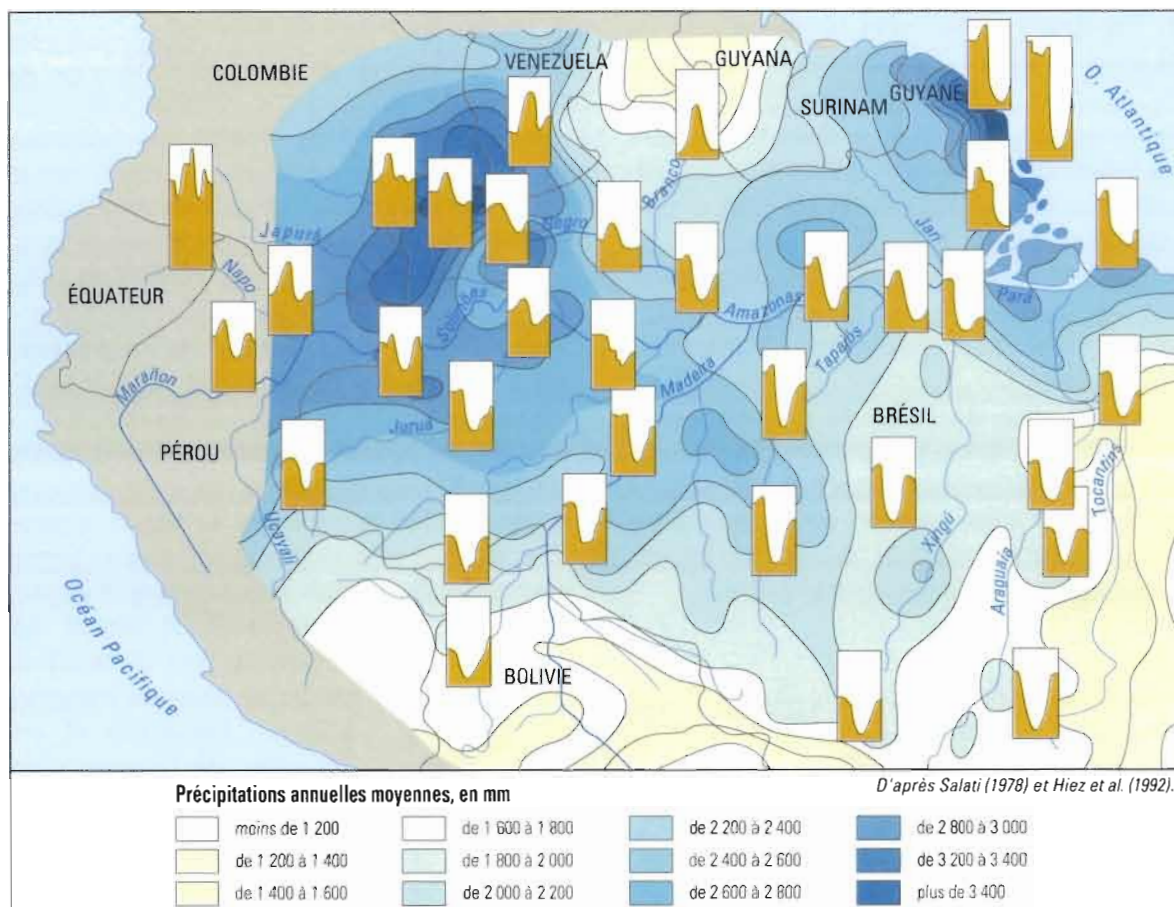 COLOMBIE
VENEZUELA
GUYANA
SURINAM
GUYANE
O. Atlantique
Branco
Japurá
Negro
Jari
Napo
ÉQUATEUR
Solimões
Amazonas
Pará
Marañon
Madeira
Tapajós
BRÉSIL
PÉROU
Juruá
Tocantins
Ucayali
Xingú
Araguaia
Océan Pacifique
BOLIVIE
D'après Salati (1978) et Hiez et al. (1992).
Précipitations annuelles moyennes, en mm
moins de 1 200
de 1 200 à 1 400
de 1 400 à 1 600
de 1 600 à 1 800
de 1 800 à 2 000
de 2 000 à 2 200
de 2 200 à 2 400
de 2 400 à 2 600
de 2 600 à 2 800
de 2 800 à 3 000
de 3 200 à 3 400
plus de 3 400